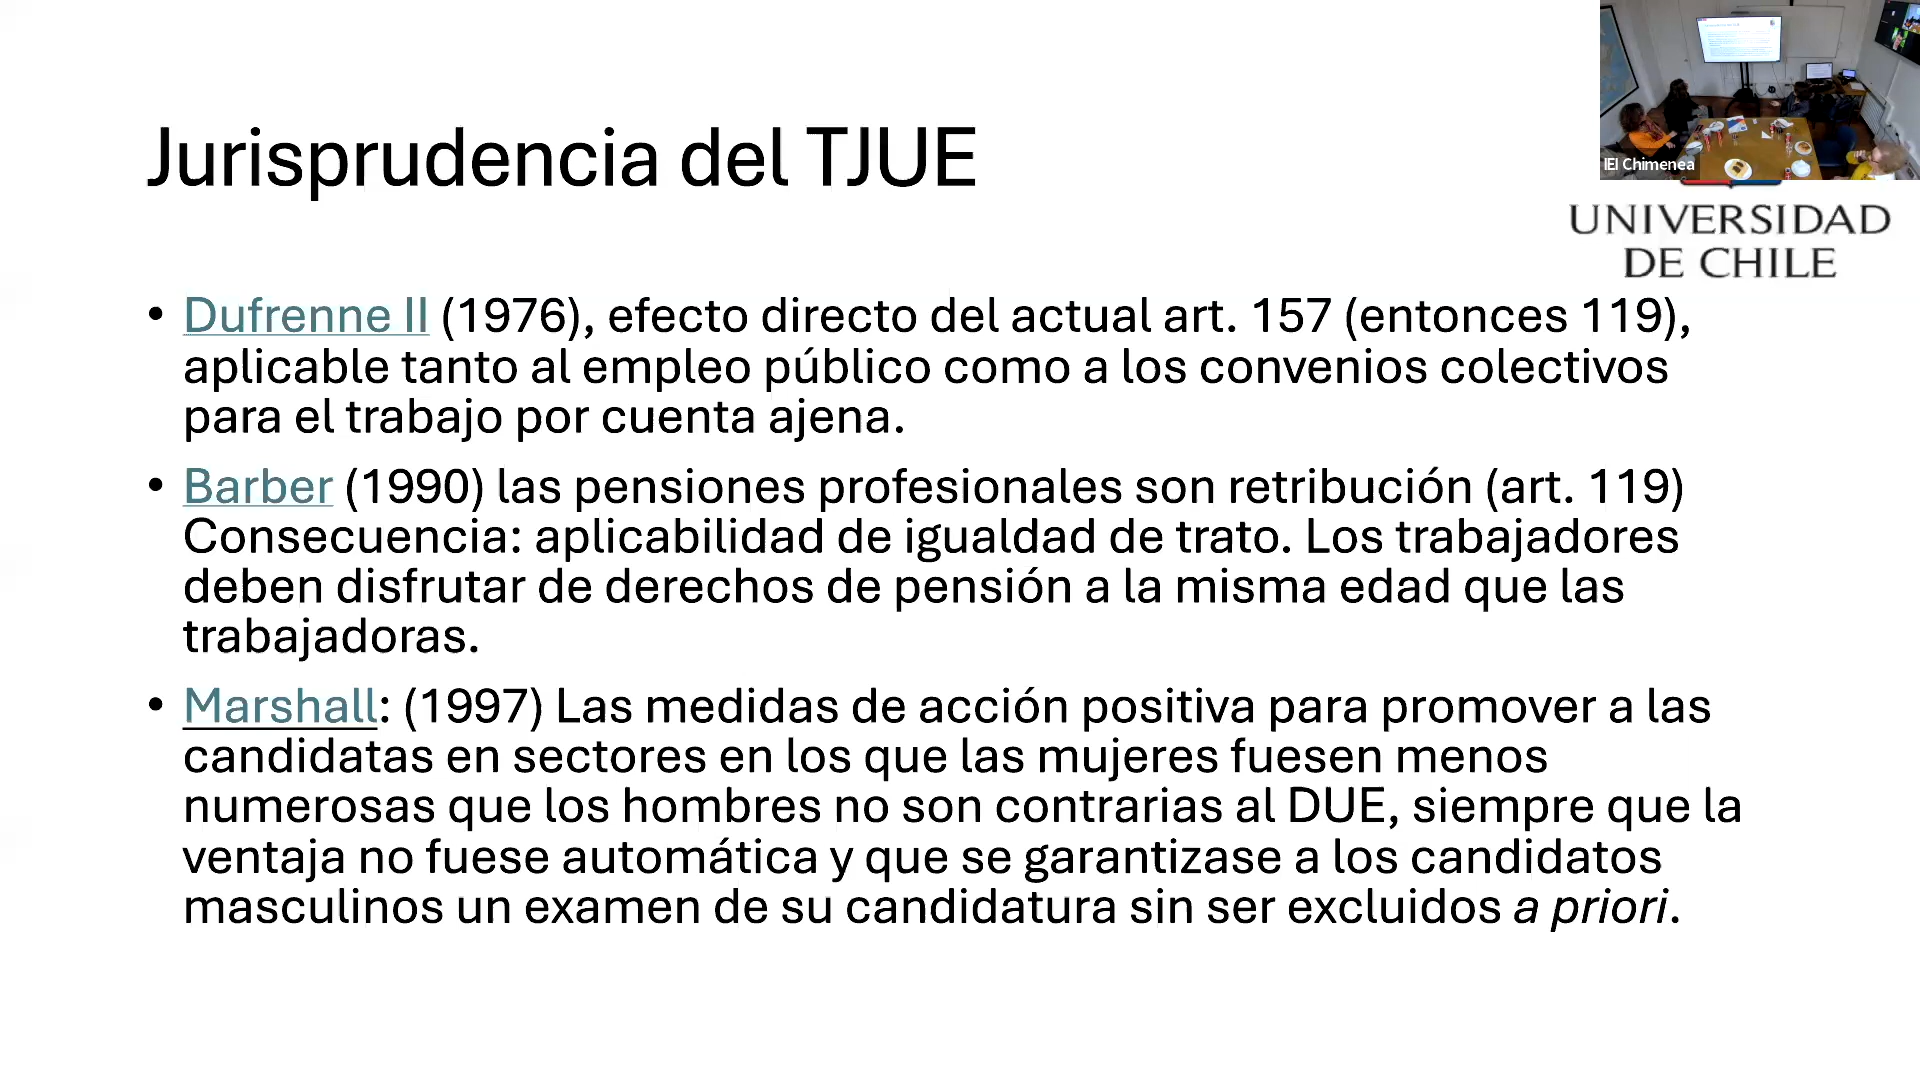 Jurisprudencia del TJUE
IEI Chimenea
UNIVERSIDAD
DE CHILE
• Dufrenne II (1976), efecto directo del actual art. 157 (entonces 119),
aplicable tanto al empleo público como a los convenios colectivos
para el trabajo por cuenta ajena.
• Barber (1990) las pensiones profesionales son retribución (art. 119)
Consecuencia: aplicabilidad de igualdad de trato. Los trabajadores
deben disfrutar de derechos de pensión a la misma edad que las
trabajadoras.
• Marshall: (1997) Las medidas de acción positiva para promover a las
candidatas en sectores en los que las mujeres fuesen menos
numerosas que los hombres no son contrarias al DUE, siempre que la
ventaja no fuese automática y que se garantizase a los candidatos
masculinos un examen de su candidatura sin ser excluidos a priori.